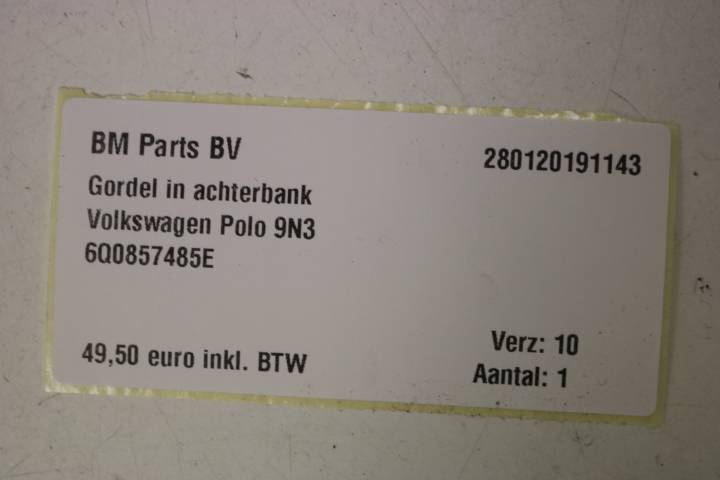 BM Parts BV
280120191143
Gordel in achterbank
Volkswagen Polo 9N3
6Q0857485E
49,50 euro inkl. BTW
Verz: 10
Aantal: 1